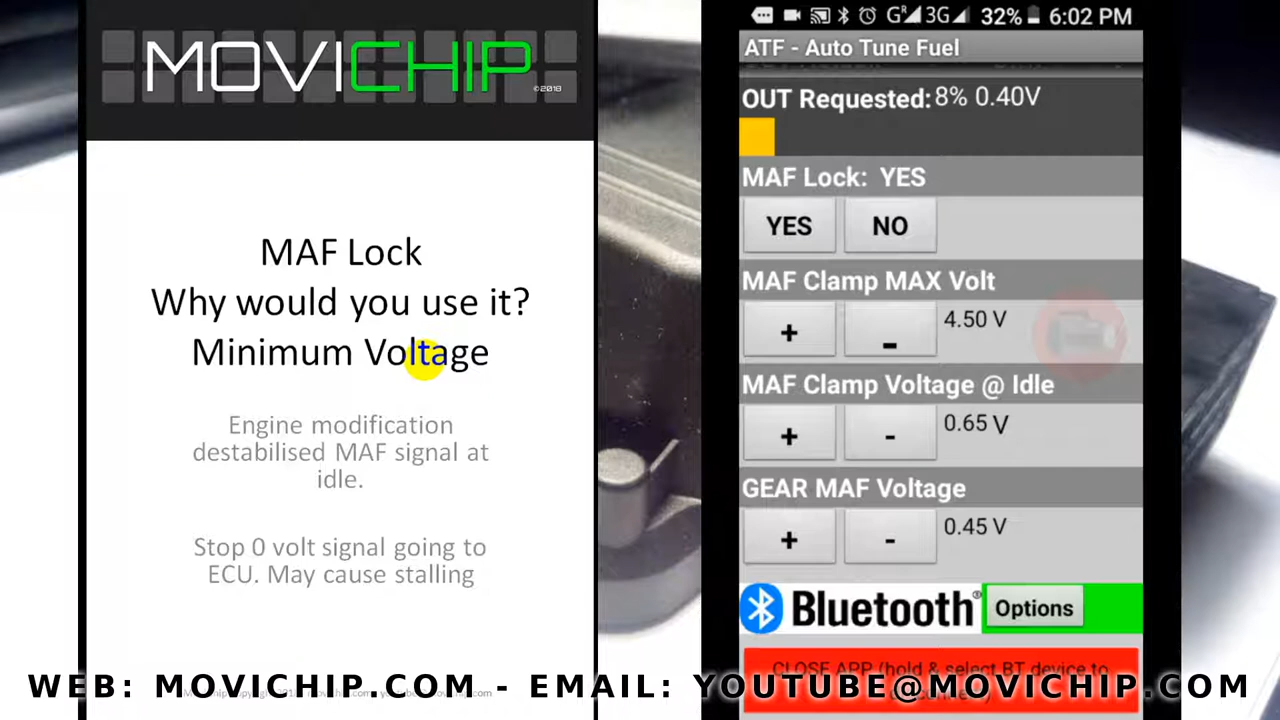 MOVICHIP
©2018
MAF Lock
Why would you use it?
Minimum Voltage
Engine modification
destabilised MAF signal at
idle.
Stop 0 volt signal going to
ECU. May cause stalling
3G 32% 6:02 PM
ATF - Auto Tune Fuel
OUT Requested: 8% 0.40V
MAF Lock: YES
YES NO
MAF Clamp MAX Volt
+ - 4.50 V
MAF Clamp Voltage @ Idle
+ - 0.65 V
GEAR MAF Voltage
+ - 0.45 V
Bluetooth® Options
CLOSE APP (hold & select BT device to
WEB: MOVICHIP.COM - EMAIL: YOUTUBE@MOVICHIP.COM